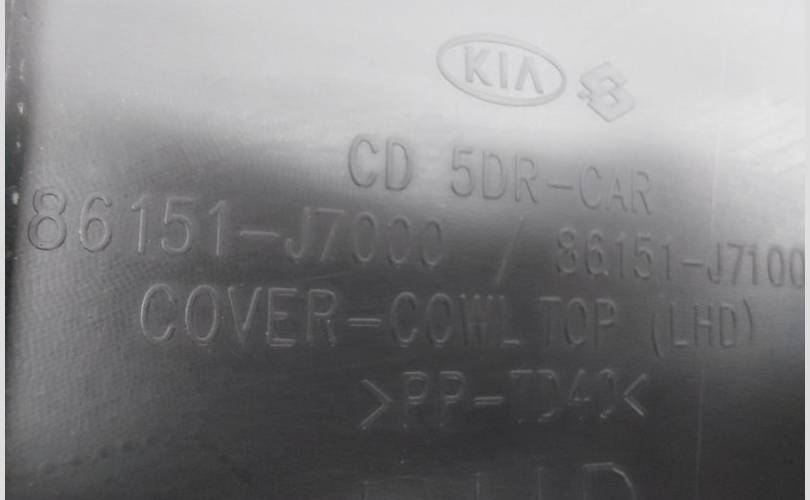 KIA
CD 5DR-CAR
86151-J7000 / 86151-J7100
COVER-COWL TOP (LHD)
>PP-TD40<